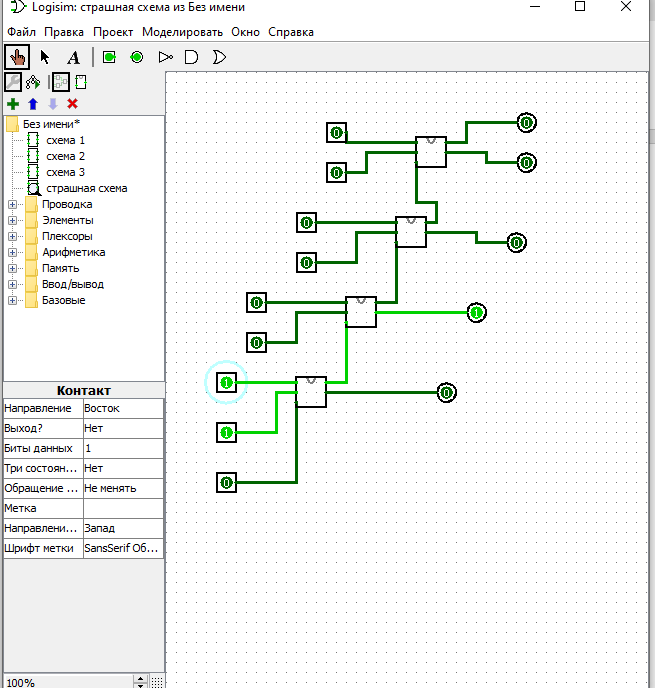 Logisim: страшная схема из Без имени
Файл Правка Проект Моделировать Окно Справка
A
Без имени*
схема 1
схема 2
схема 3
страшная схема
Проводка
Элементы
Плексоры
Арифметика
Память
Ввод/вывод
Базовые
Контакт
Направление Восток
Выход? Нет
Биты данных 1
Три состоян... Нет
Обращение ... Не менять
Метка
Направлени... Запад
Шрифт метки SansSerif Об...
100%
0 0
0 0
0
0 0
0
0 1
1 0
1
0